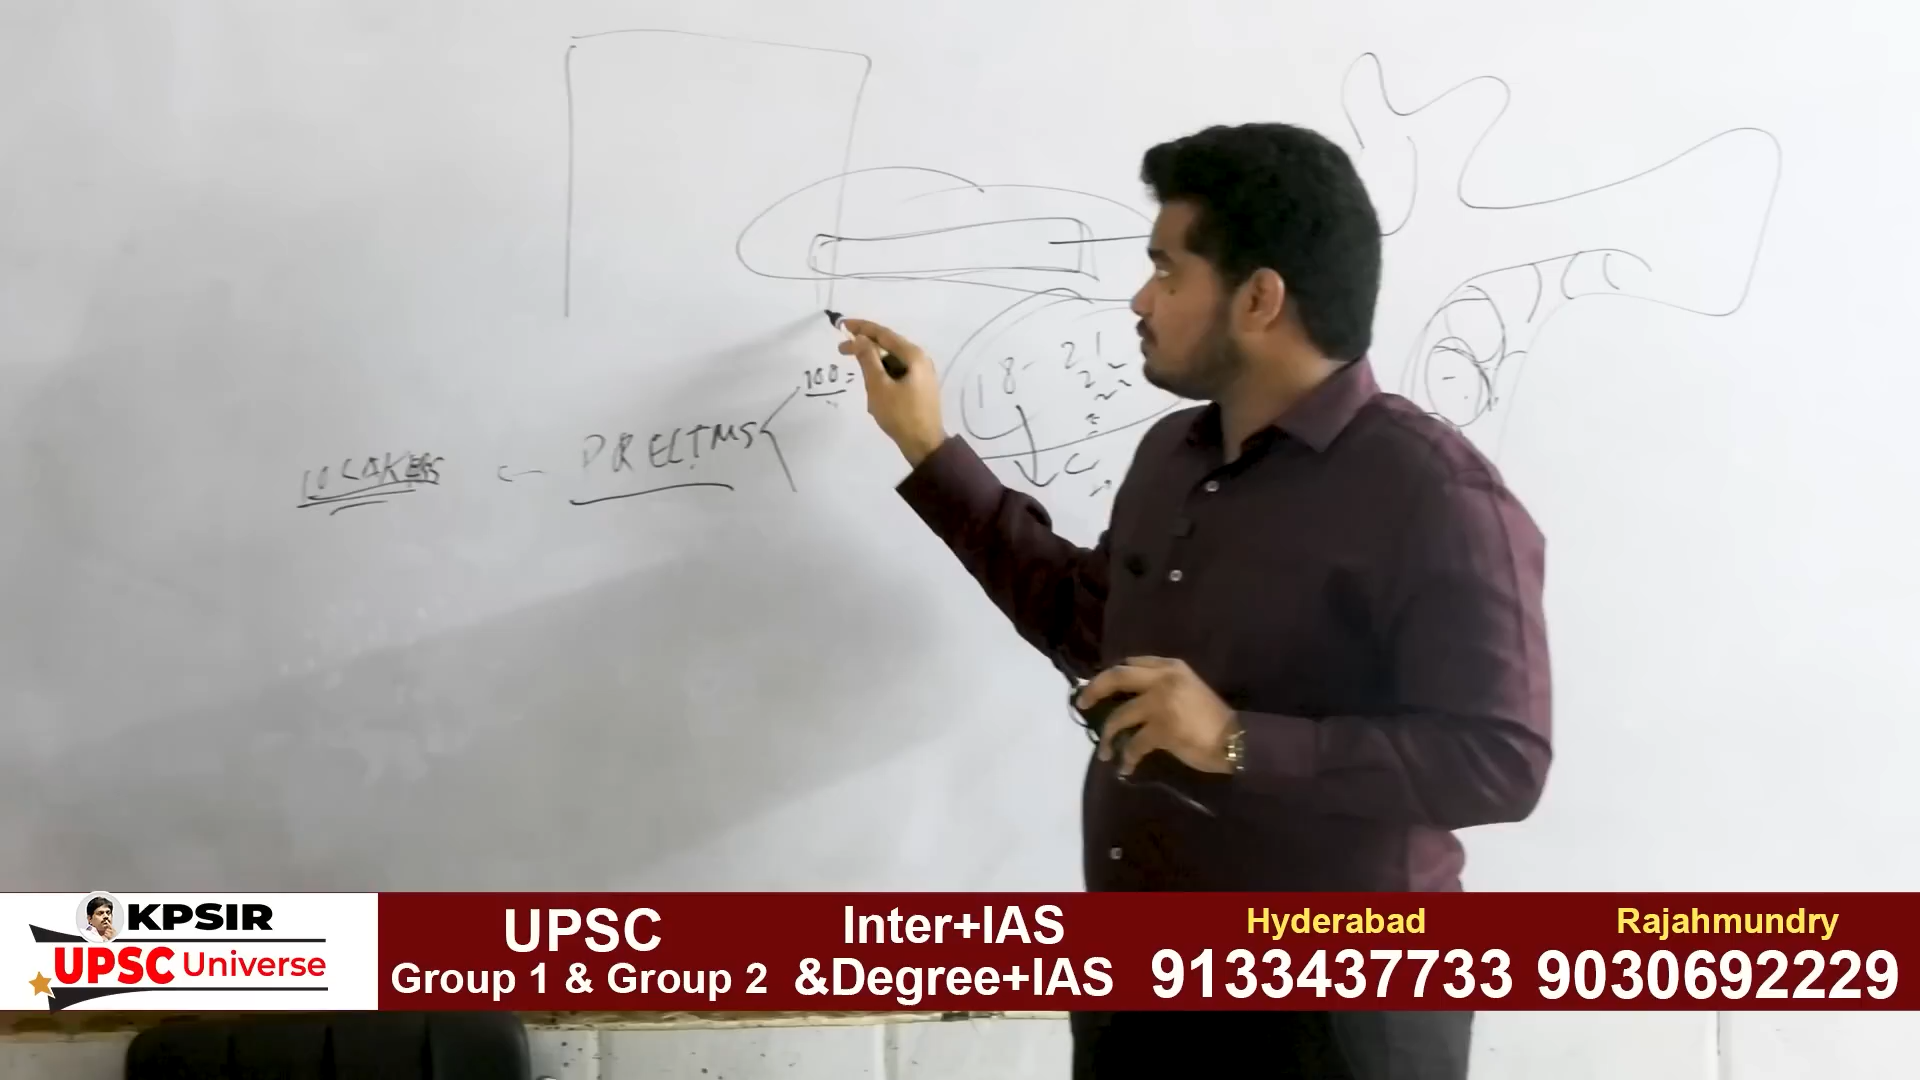 18 - 21
100 =
10 LAKHS ← PRELIMS
KPSIR
UPSC Universe
UPSC
Group 1 & Group 2
Inter+IAS
&Degree+IAS
Hyderabad
9133437733
Rajahmundry
9030692229